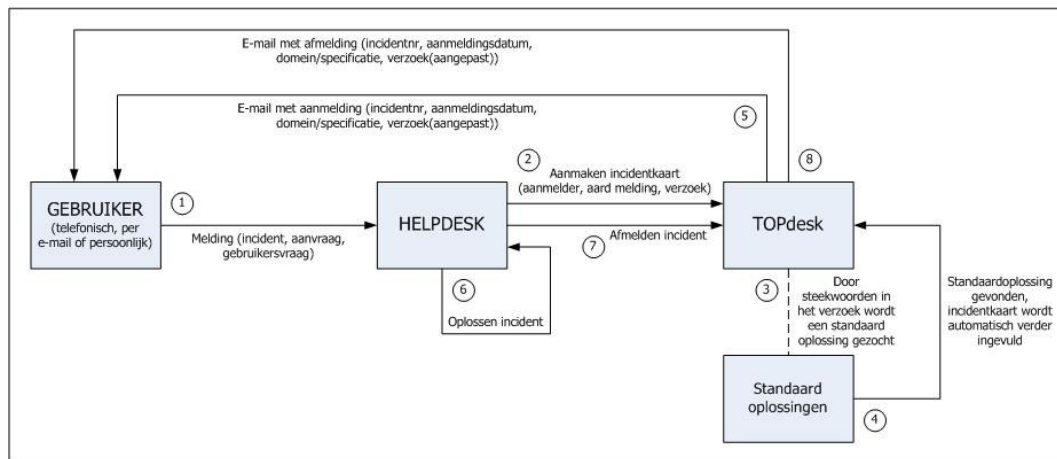 E-mail met afmelding (incidentnr, aanmeldingsdatum,
domein/specificatie, verzoek(aangepast))
E-mail met aanmelding (incidentnr, aanmeldingsdatum,
domein/specificatie, verzoek(aangepast))
5
2
8
Aanmaken incidentkaart
(aanmelder, aard melding, verzoek)
GEBRUIKER
(telefonisch, per
e-mail of persoonlijk)
1
Melding (incident, aanvraag,
gebruikersvraag)
HELPDESK
7
Afmelden incident
TOPdesk
6
Oplossen incident
3
Door
steekwoorden in
het verzoek wordt
een standaard
oplossing gezocht
Standaardoplossing
gevonden,
incidentkaart wordt
automatisch verder
ingevuld
Standaard
oplossingen
4